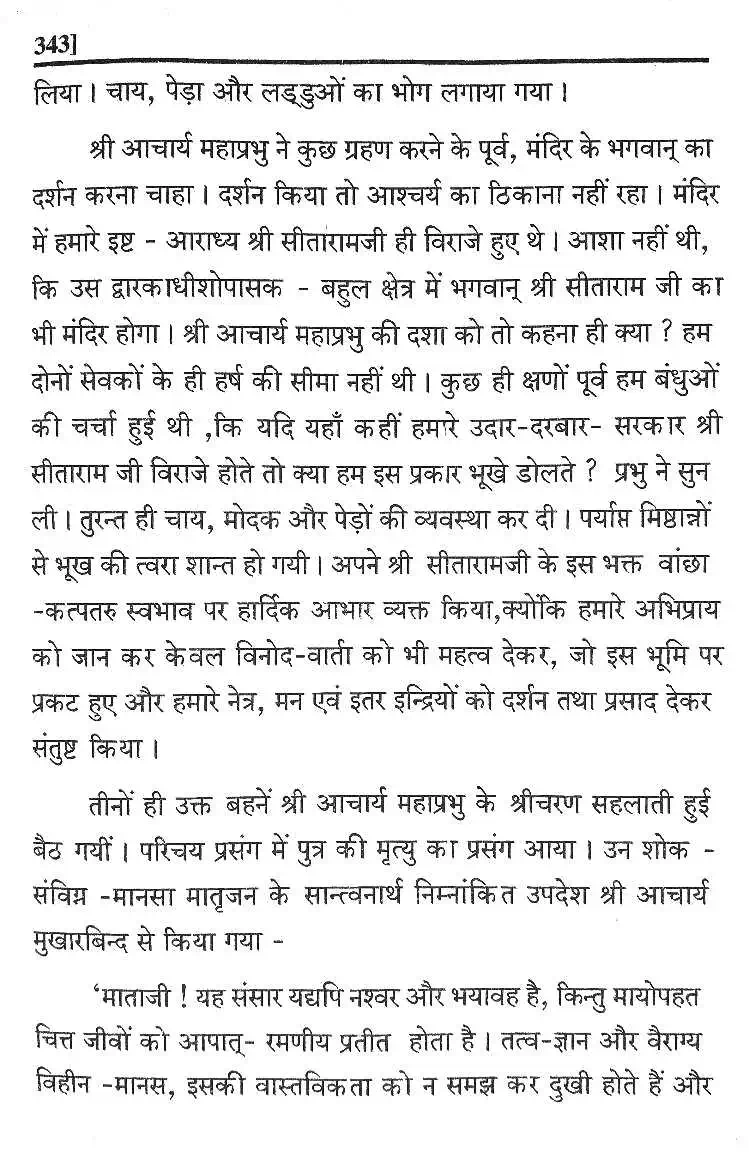 343]
लिया। चाय, पेड़ा और लड्डुओं का भोग लगाया गया।
श्री आचार्य महाप्रभु ने कुछ ग्रहण करने के पूर्व, मंदिर के भगवान् का
दर्शन करना चाहा। दर्शन किया तो आश्चर्य का ठिकाना नहीं रहा। मंदिर
में हमारे इष्ट - आराध्य श्री सीतारामजी ही विराजे हुए थे। आशा नहीं थी,
कि उस द्वारकाधीशोपासक - बहुल क्षेत्र में भगवान् श्री सीताराम जी का
भी मंदिर होगा। श्री आचार्य महाप्रभु की दशा को तो कहना ही क्या ? हम
दोनों सेवकों के ही हर्ष की सीमा नहीं थी। कुछ ही क्षणों पूर्व हम बंधुओं
की चर्चा हुई थी ,कि यदि यहाँ कहीं हमारे उदार-दरबार- सरकार श्री
सीताराम जी विराजे होते तो क्या हम इस प्रकार भूखे डोलते ? प्रभु ने सुन
ली। तुरन्त ही चाय, मोदक और पेड़ों की व्यवस्था कर दी। पर्याप्त मिष्ठान्नों
से भूख की त्वरा शान्त हो गयी। अपने श्री सीतारामजी के इस भक्त वांछा
-कत्पतरु स्वभाव पर हार्दिक आभार व्यक्त किया,क्योंकि हमारे अभिप्राय
को जान कर केवल विनोद-वार्ता को भी महत्व देकर, जो इस भूमि पर
प्रकट हुए और हमारे नेत्र, मन एवं इतर इन्द्रियों को दर्शन तथा प्रसाद देकर
संतुष्ट किया।
तीनों ही उक्त बहनें श्री आचार्य महाप्रभु के श्रीचरण सहलाती हुई
बैठ गयीं। परिचय प्रसंग में पुत्र की मृत्यु का प्रसंग आया। उन शोक -
संविग्न -मानसा मातृजन के सान्त्वनार्थ निम्नांकित उपदेश श्री आचार्य
मुखारबिन्द से किया गया -
'माताजी ! यह संसार यद्यपि नश्वर और भयावह है, किन्तु मायोपहत
चित्त जीवों को आपात्- रमणीय प्रतीत होता है। तत्व-ज्ञान और वैराग्य
विहीन -मानस, इसकी वास्तविकता को न समझ कर दुखी होते हैं और